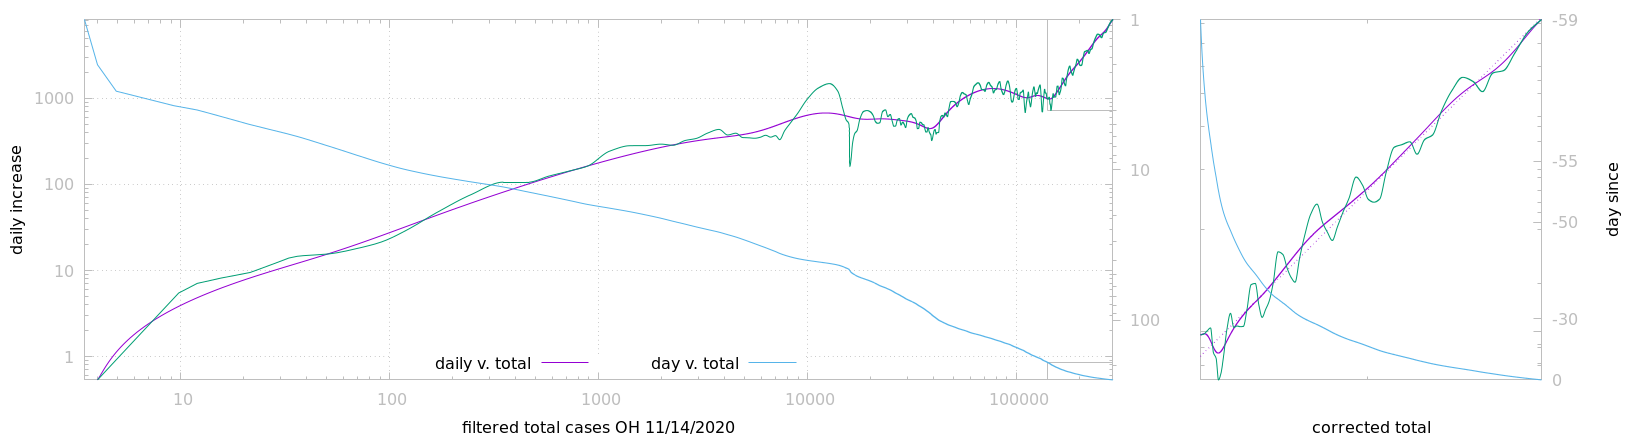 daily increase
1000
100
10
1
10
100
1000
10000
100000
1
10
100
daily v. total
day v. total
filtered total cases OH 11/14/2020
-59
-55
-50
-30
0
day since
corrected total